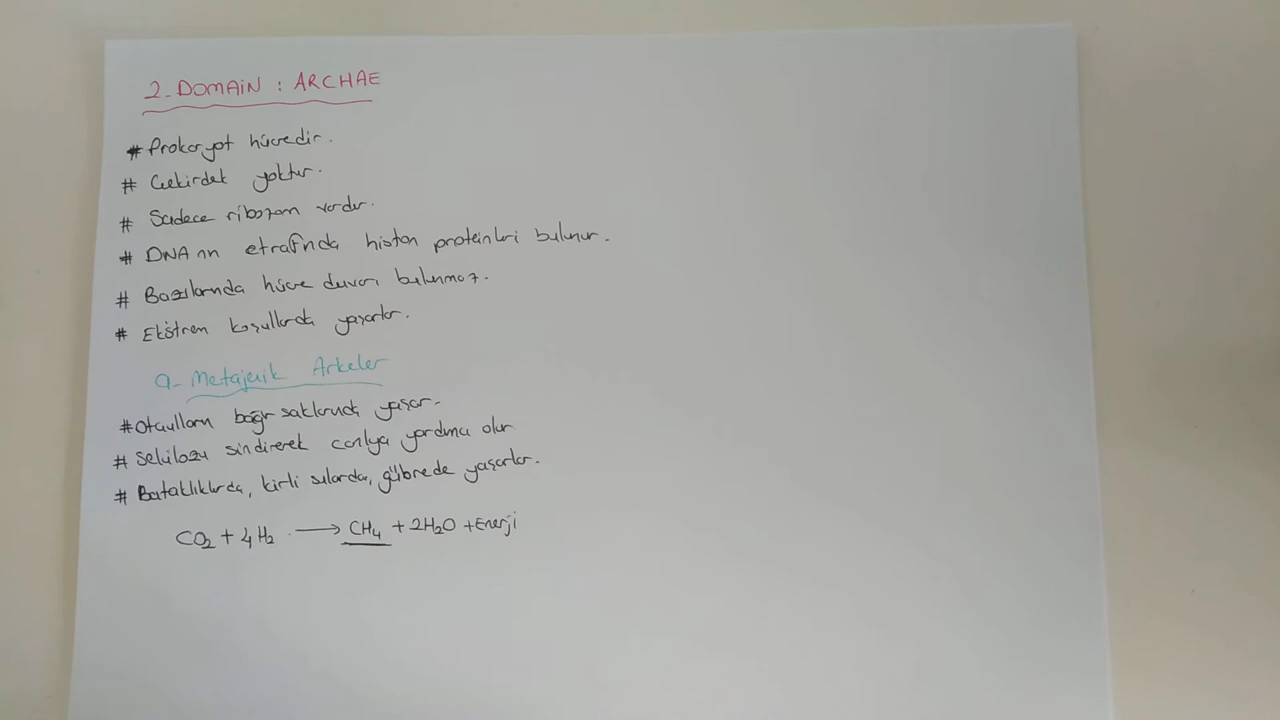 2. DOMAİN : ARCHAE
# Prokaryot hücredir.
# Çekirdek yoktur.
# Sadece ribozom vardır.
# DNA nın etrafında histon proteinleri bulunur.
# Bazılarında hücre duvarı bulunmaz.
# Ekstrem koşullarda yaşarlar.
a- Metajenik Arkeler
# Otçulların bağırsaklarında yaşar.
# Selülozu sindirerek canlıya yardımcı olur
# Bataklıklarda, kirli sularda, gübrede yaşarlar.
CO₂ + 4H₂ → CH₄ + 2H₂O + Enerji